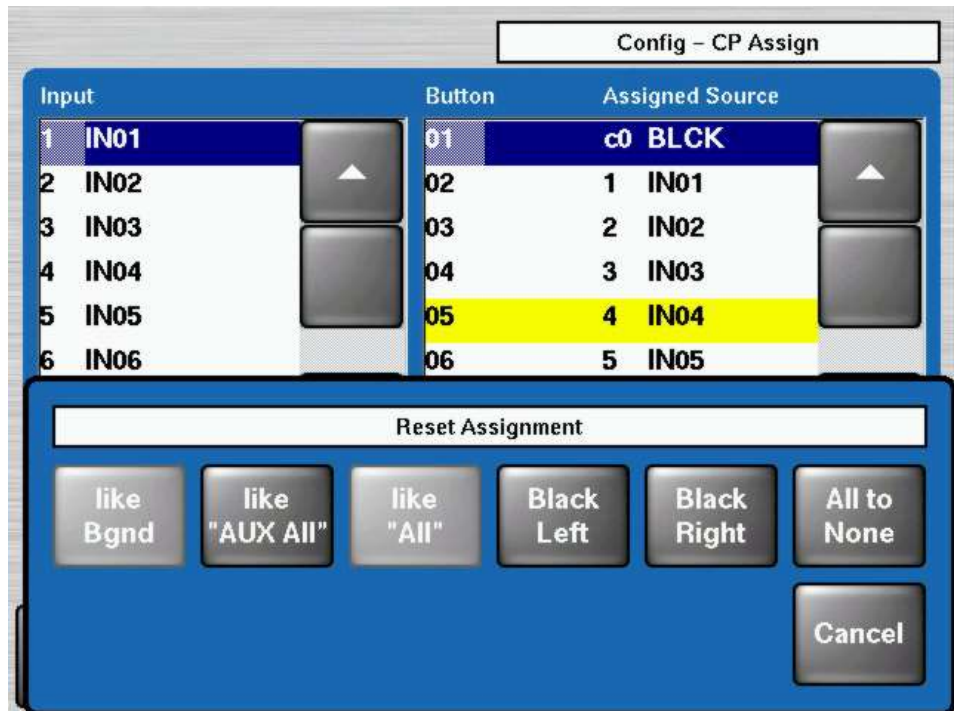 Config – CP Assign
Input Button Assigned Source
1 IN01 01 c0 BLCK
2 IN02 02 1 IN01
3 IN03 03 2 IN02
4 IN04 04 3 IN03
5 IN05 05 4 IN04
6 IN06 06 5 IN05
Reset Assignment
like Bgnd
like "AUX All"
like "All"
Black Left
Black Right
All to None
Cancel